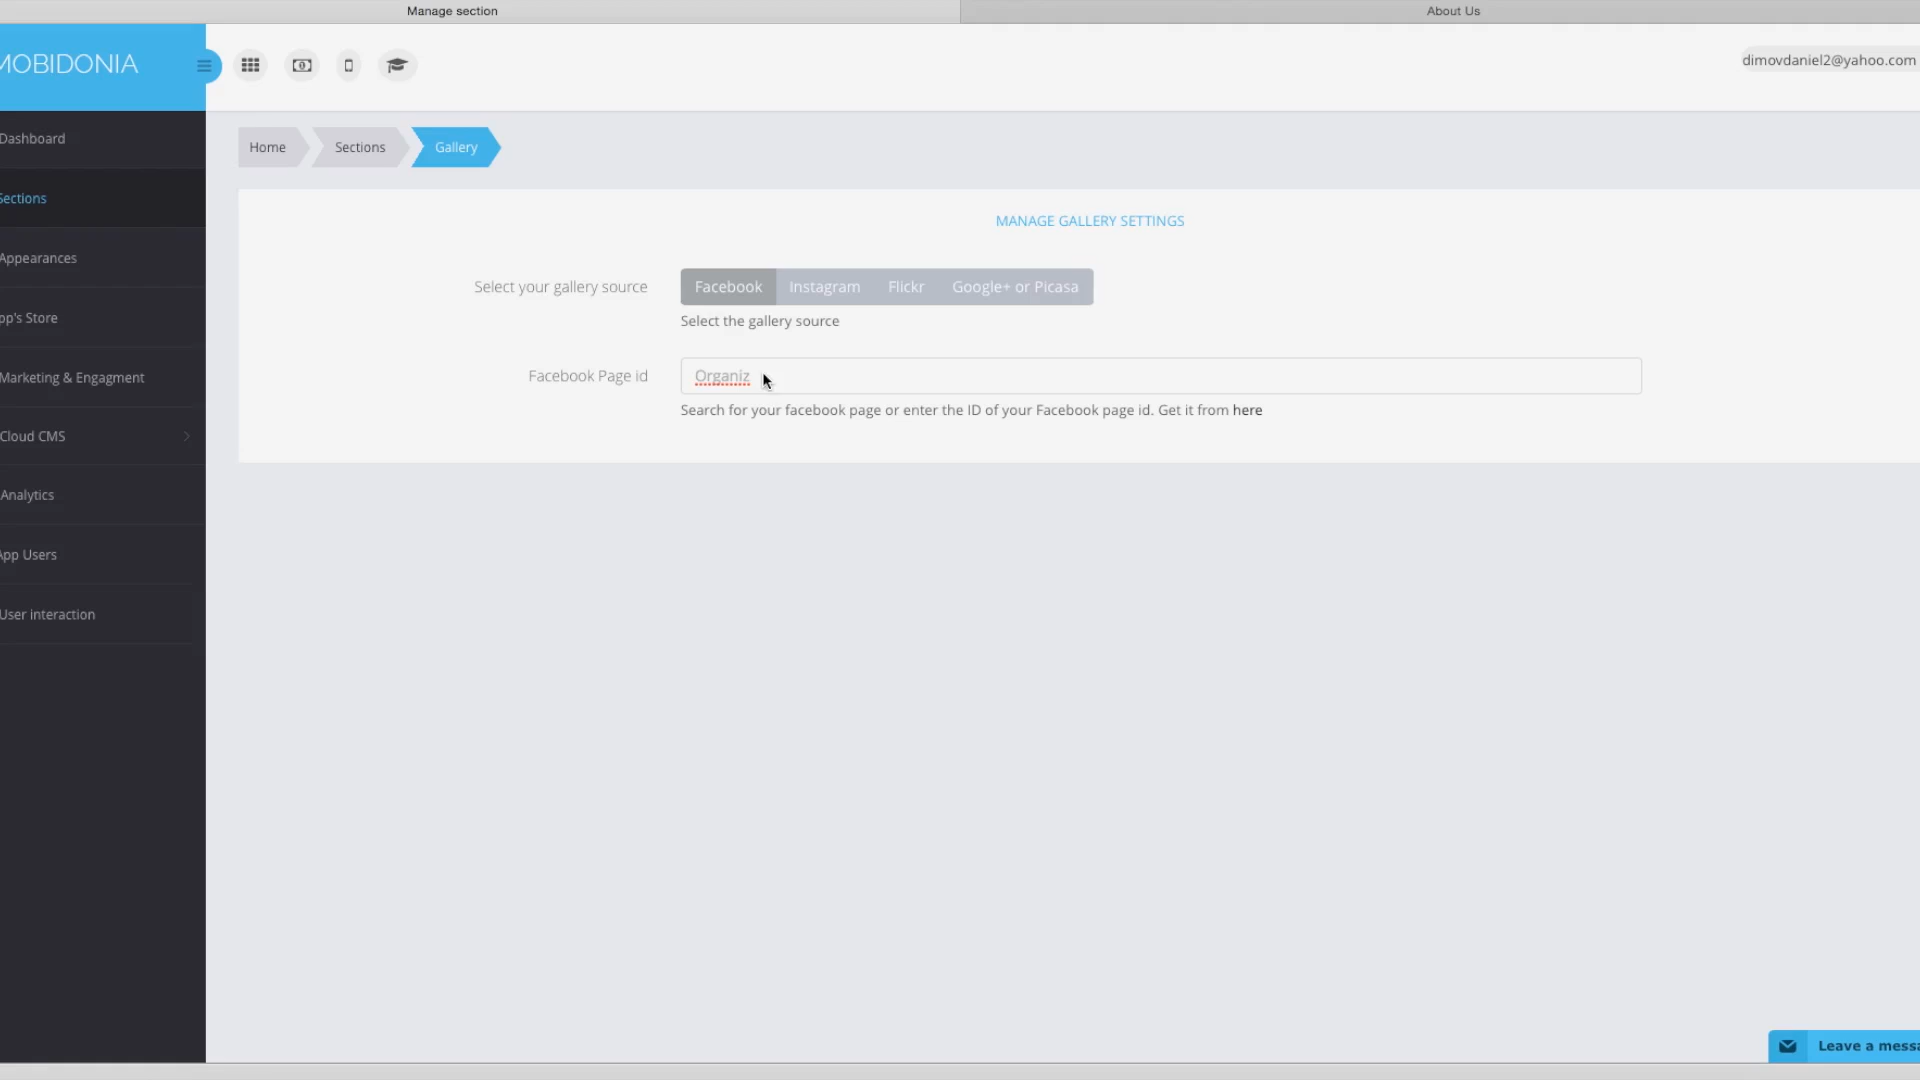 Manage section
About Us
MOBIDONIA
dimovdaniel2@yahoo.com
Dashboard
Home
Sections
Gallery
Sections
MANAGE GALLERY SETTINGS
Appearances
Select your gallery source
Facebook
Instagram
Flickr
Google+ or Picasa
pp's Store
Select the gallery source
Marketing & Engagment
Facebook Page id
Organiz
Search for your facebook page or enter the ID of your Facebook page id. Get it from here
Cloud CMS
Analytics
App Users
User interaction
Leave a messa